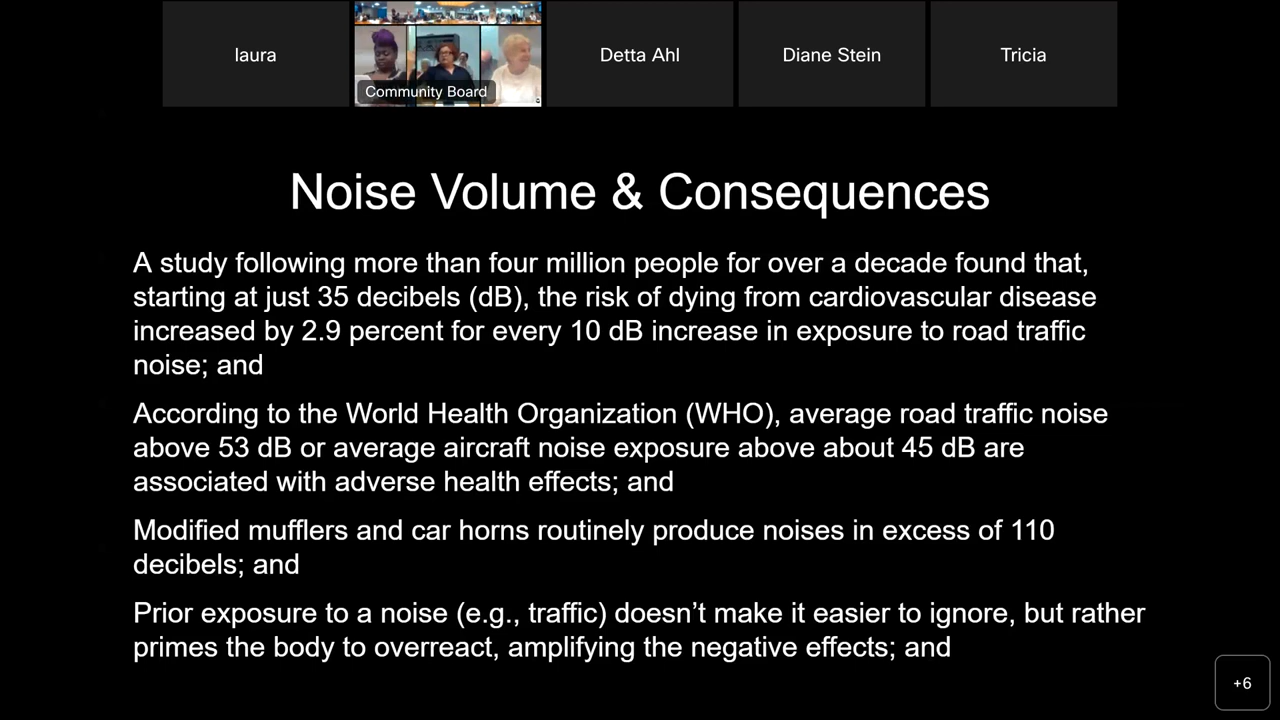 laura
Community Board
Detta Ahl
Diane Stein
Tricia
Noise Volume & Consequences
A study following more than four million people for over a decade found that,
starting at just 35 decibels (dB), the risk of dying from cardiovascular disease
increased by 2.9 percent for every 10 dB increase in exposure to road traffic
noise; and
According to the World Health Organization (WHO), average road traffic noise
above 53 dB or average aircraft noise exposure above about 45 dB are
associated with adverse health effects; and
Modified mufflers and car horns routinely produce noises in excess of 110
decibels; and
Prior exposure to a noise (e.g., traffic) doesn’t make it easier to ignore, but rather
primes the body to overreact, amplifying the negative effects; and
+6